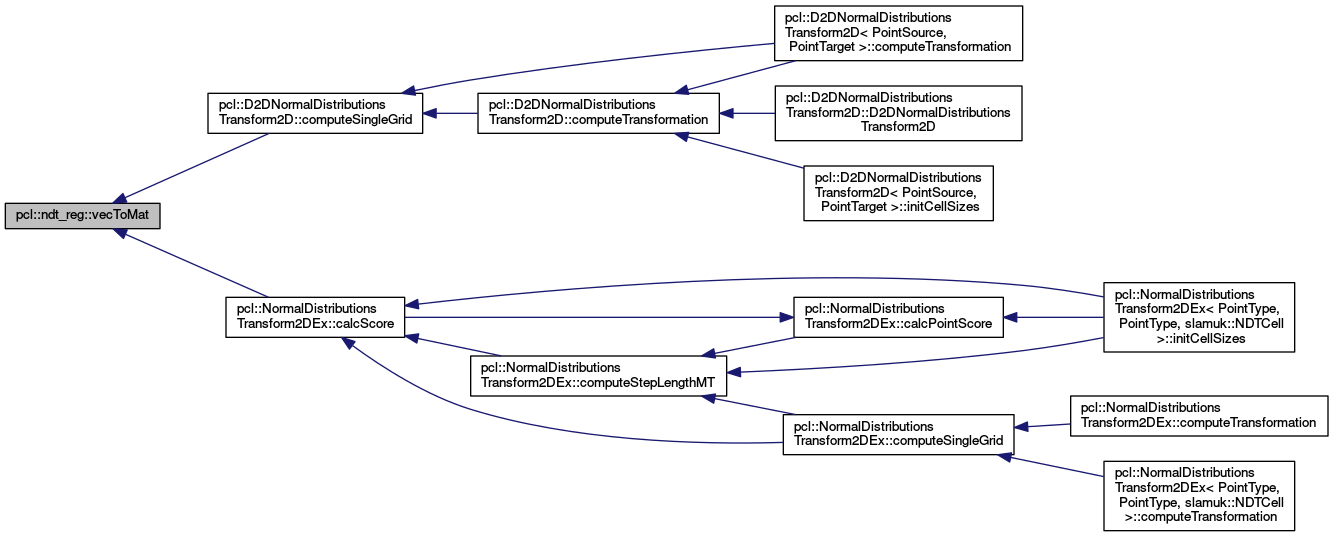 pcl::D2DNormalDistributions
Transform2D< PointSource,
PointTarget >::computeTransformation
pcl::D2DNormalDistributions
Transform2D::computeSingleGrid
pcl::D2DNormalDistributions
Transform2D::computeTransformation
pcl::D2DNormalDistributions
Transform2D::D2DNormalDistributions
Transform2D
pcl::D2DNormalDistributions
Transform2D< PointSource,
PointTarget >::initCellSizes
pcl::ndt_reg::vecToMat
pcl::NormalDistributions
Transform2DEx::calcScore
pcl::NormalDistributions
Transform2DEx::calcPointScore
pcl::NormalDistributions
Transform2DEx< PointType,
PointType, slamuk::NDTCell
>::initCellSizes
pcl::NormalDistributions
Transform2DEx::computeStepLengthMT
pcl::NormalDistributions
Transform2DEx::computeSingleGrid
pcl::NormalDistributions
Transform2DEx::computeTransformation
pcl::NormalDistributions
Transform2DEx< PointType,
PointType, slamuk::NDTCell
>::computeTransformation